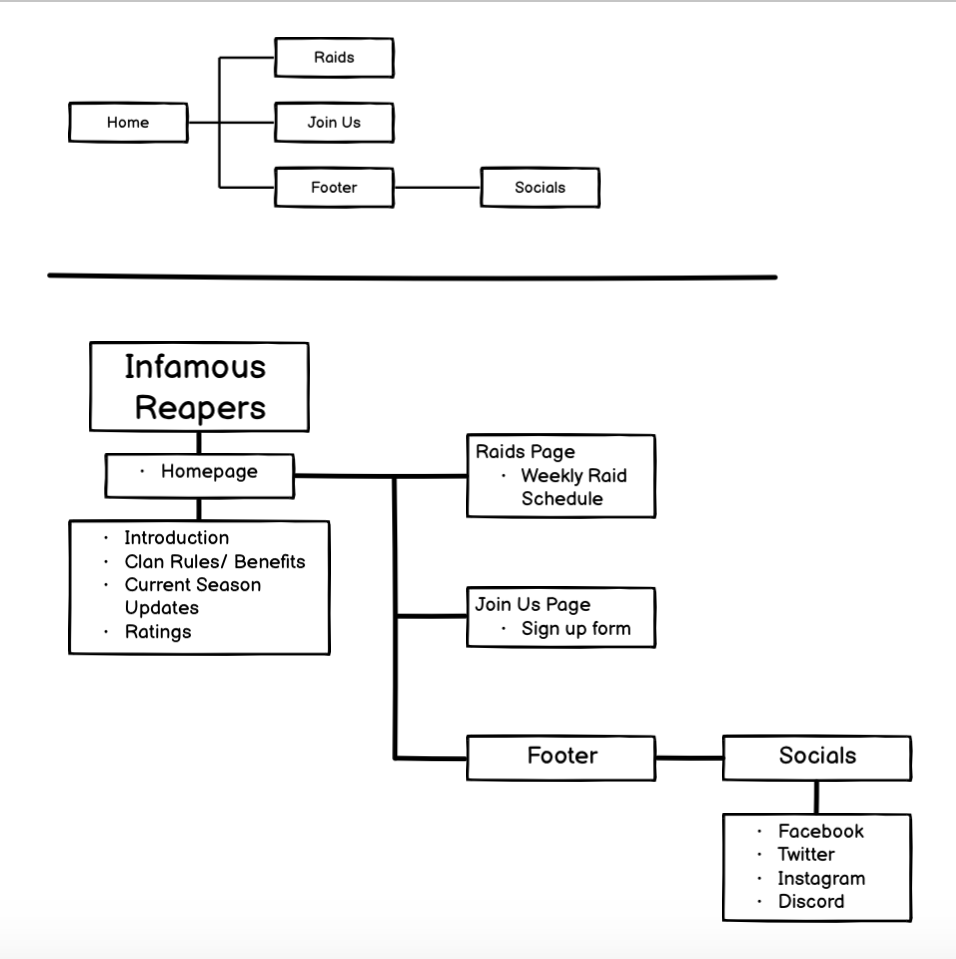 Raids
Home
Join Us
Footer
Socials
Infamous
Reapers
· Homepage
· Introduction
· Clan Rules/ Benefits
· Current Season
Updates
· Ratings
Raids Page
· Weekly Raid
Schedule
Join Us Page
· Sign up form
Footer
Socials
· Facebook
· Twitter
· Instagram
· Discord